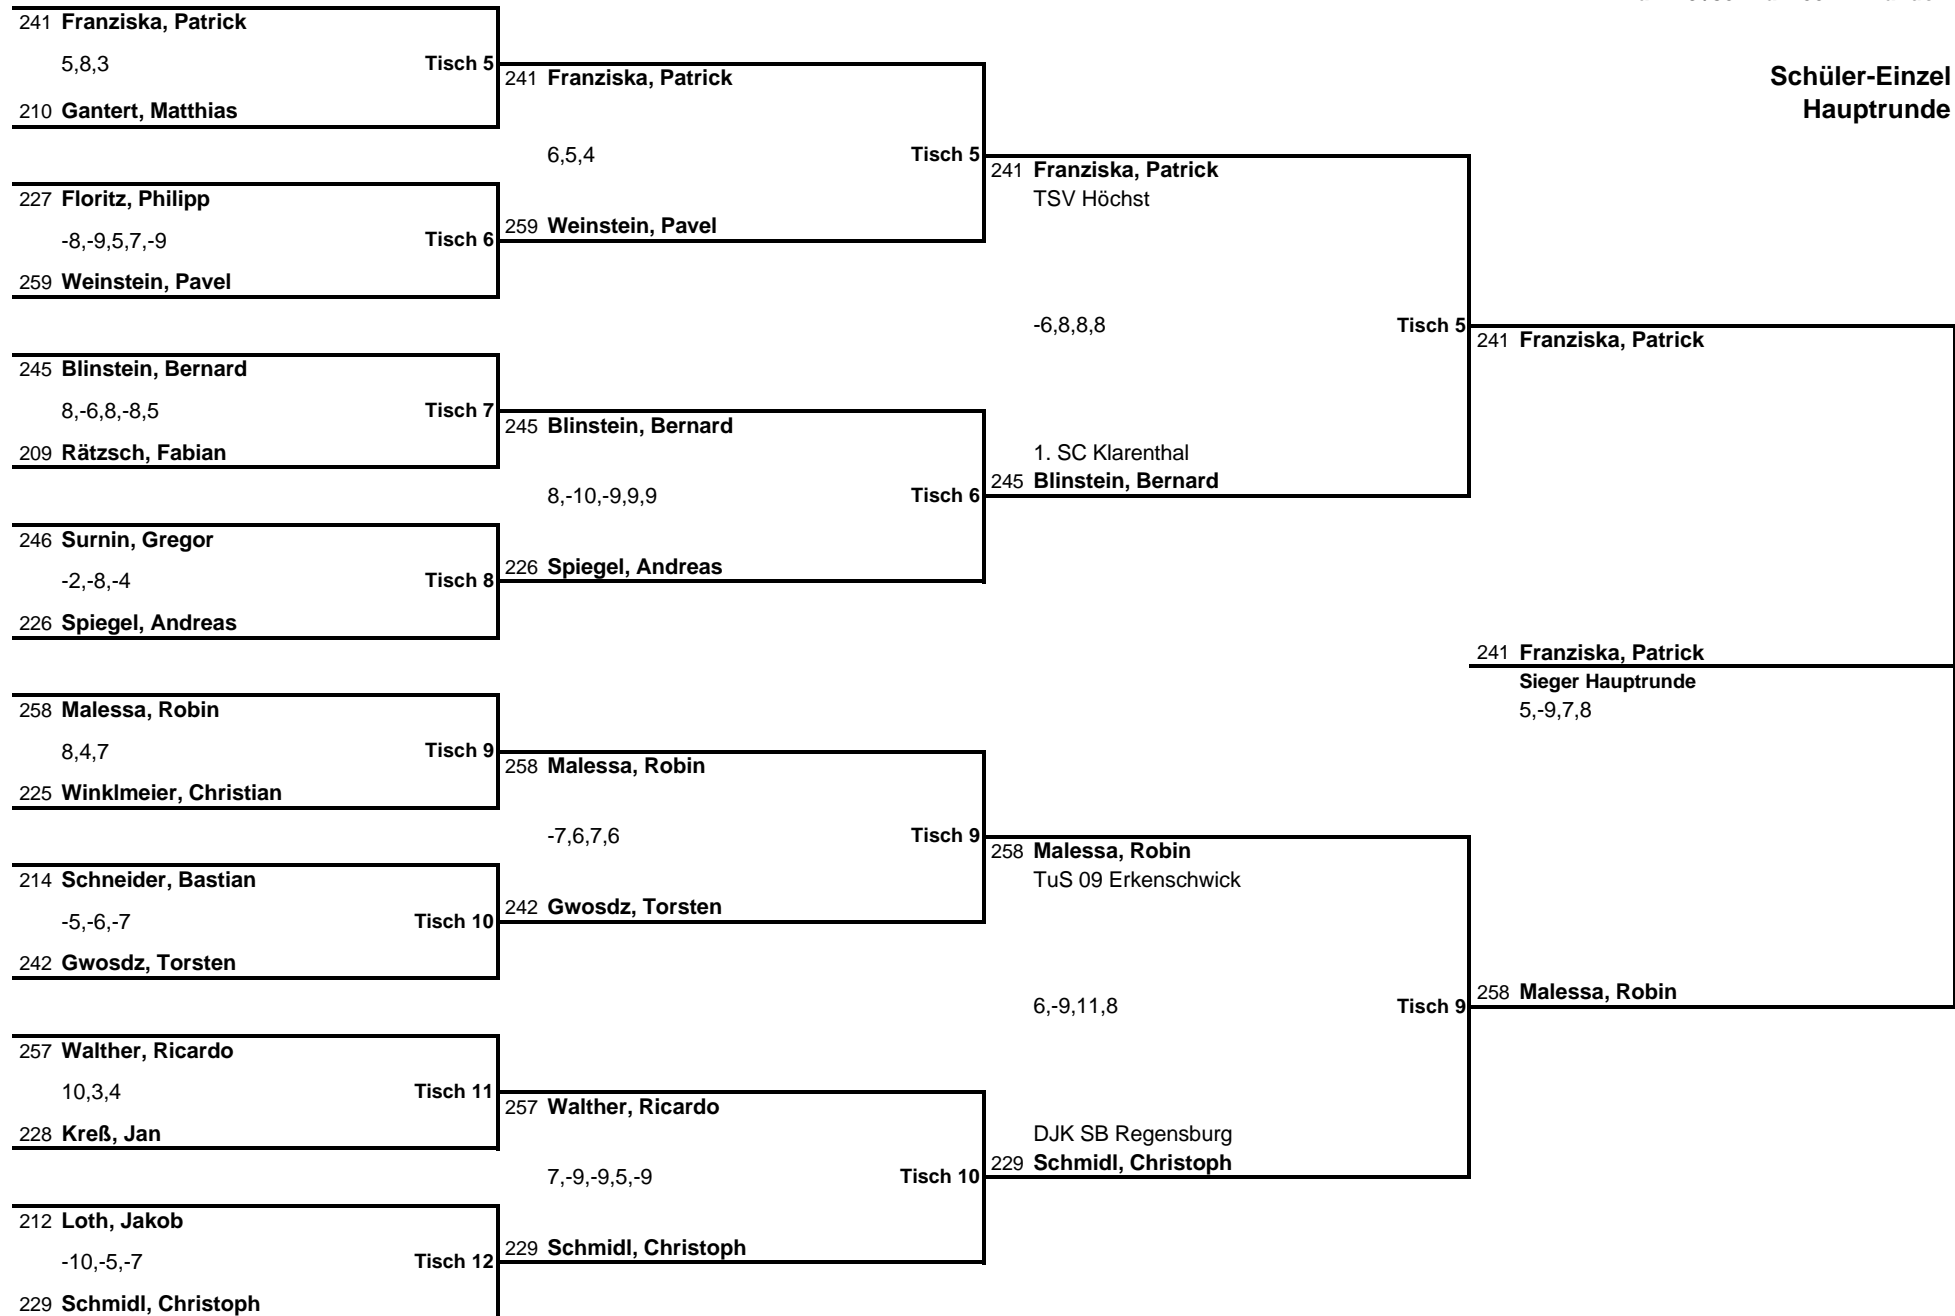 Schüler-Einzel
Hauptrunde
241 Franziska, Patrick
5,8,3 Tisch 5
210 Gantert, Matthias
227 Floritz, Philipp
-8,-9,5,7,-9 Tisch 6
259 Weinstein, Pavel
245 Blinstein, Bernard
8,-6,8,-8,5 Tisch 7
209 Rätzsch, Fabian
246 Surnin, Gregor
-2,-8,-4 Tisch 8
226 Spiegel, Andreas
258 Malessa, Robin
8,4,7 Tisch 9
225 Winklmeier, Christian
214 Schneider, Bastian
-5,-6,-7 Tisch 10
242 Gwosdz, Torsten
257 Walther, Ricardo
10,3,4 Tisch 11
228 Kreß, Jan
212 Loth, Jakob
-10,-5,-7 Tisch 12
229 Schmidl, Christoph
241 Franziska, Patrick
6,5,4 Tisch 5
259 Weinstein, Pavel
245 Blinstein, Bernard
8,-10,-9,9,9 Tisch 6
226 Spiegel, Andreas
258 Malessa, Robin
-7,6,7,6 Tisch 9
242 Gwosdz, Torsten
257 Walther, Ricardo
7,-9,-9,5,-9 Tisch 10
229 Schmidl, Christoph
241 Franziska, Patrick
TSV Höchst
-6,8,8,8 Tisch 5
1. SC Klarenthal
245 Blinstein, Bernard
258 Malessa, Robin
TuS 09 Erkenschwick
6,-9,11,8 Tisch 9
DJK SB Regensburg
229 Schmidl, Christoph
241 Franziska, Patrick
241 Franziska, Patrick
Sieger Hauptrunde
5,-9,7,8
258 Malessa, Robin